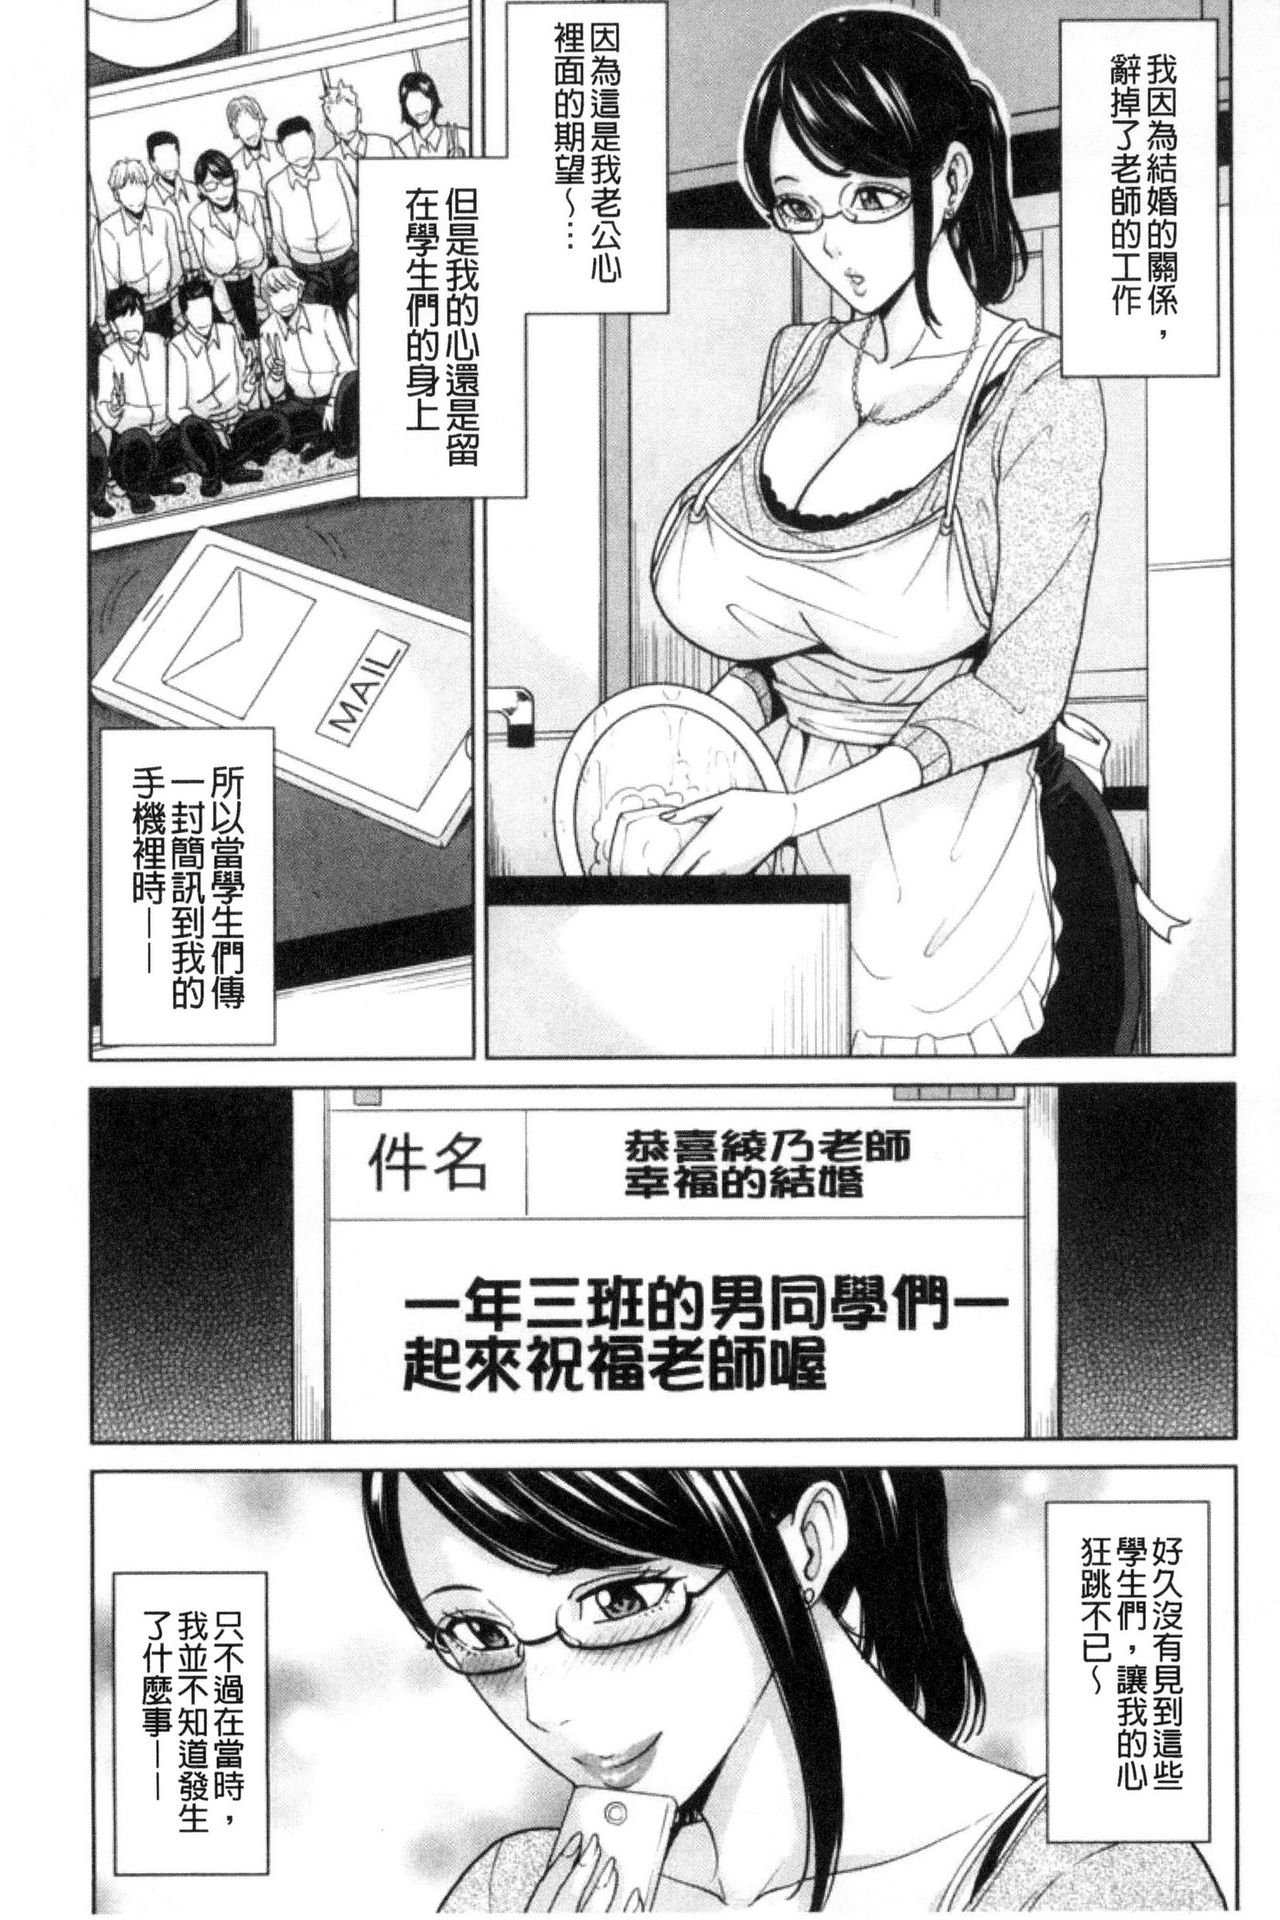 我因為結婚的關係，
辭掉了老師的工作
因為這是我老公心
裡面的期望～…
但是我的心還是留
在學生們的身上
MAIL
所以當學生們傳
一封簡訊到我的
手機裡時——
件名
恭喜綾乃老師
幸福的結婚
一年三班的男同學們一
起來祝福老師喔
好久沒有見到這些
學生們，讓我的心
狂跳不已～
只不過在當時，
我並不知道發生
了什麼事——